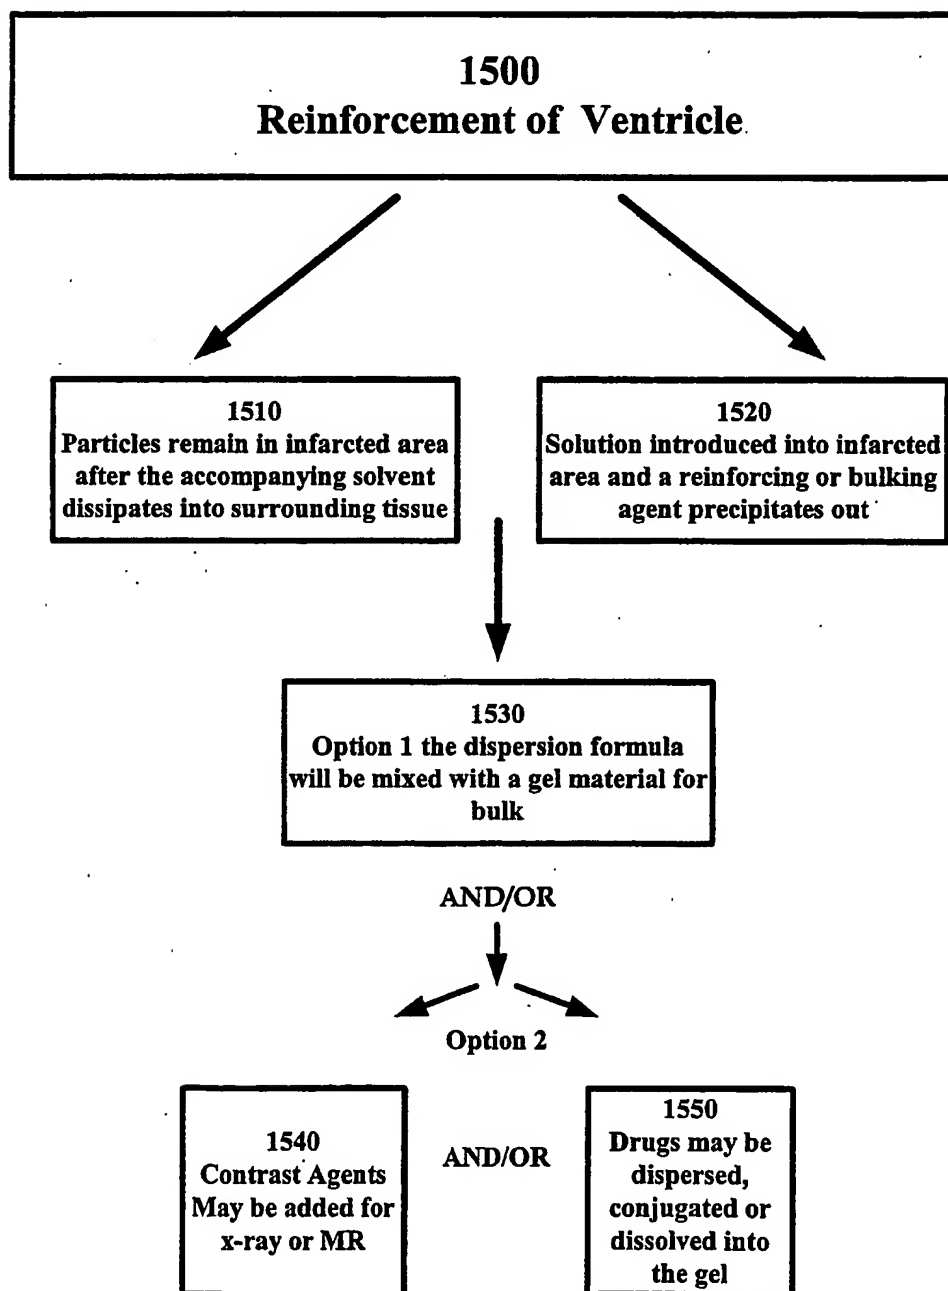 1500
Reinforcement of Ventricle
1510
Particles remain in infarcted area
after the accompanying solvent
dissipates into surrounding tissue
1520
Solution introduced into infarcted
area and a reinforcing or bulking
agent precipitates out
1530
Option 1 the dispersion formula
will be mixed with a gel material for
bulk
AND/OR
Option 2
1540
Contrast Agents
May be added for
x-ray or MR
AND/OR
1550
Drugs may be
dispersed,
conjugated or
dissolved into
the gel